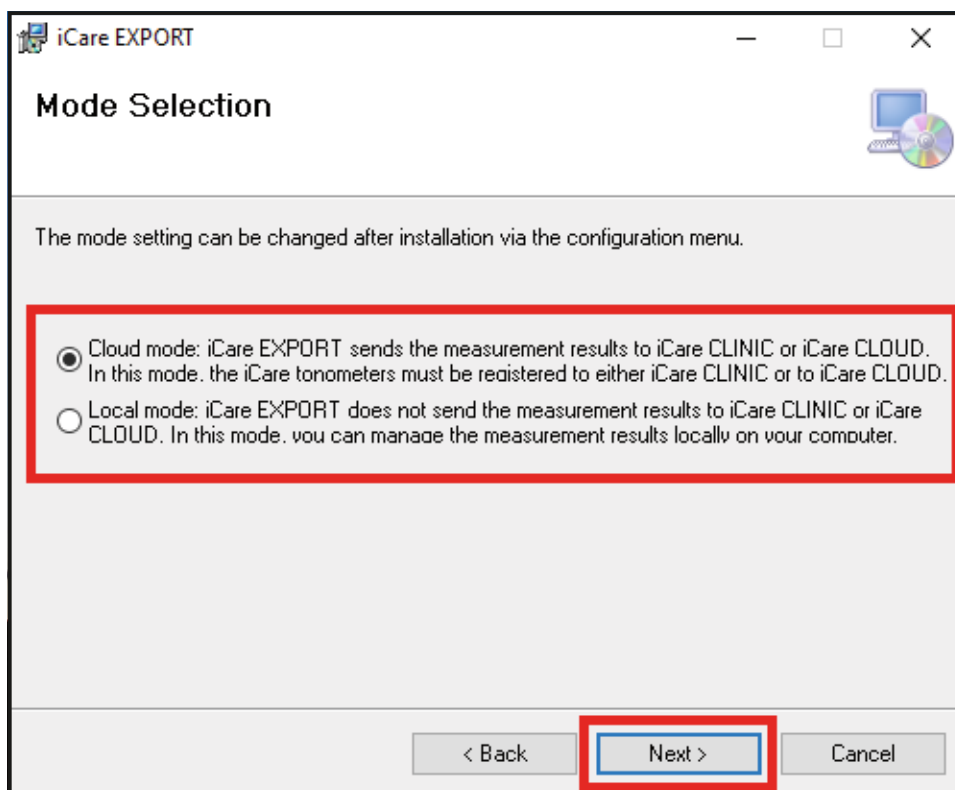 iCare EXPORT
Mode Selection
The mode setting can be changed after installation via the configuration menu.
Cloud mode: iCare EXPORT sends the measurement results to iCare CLINIC or iCare CLOUD.
In this mode, the iCare tonometers must be registered to either iCare CLINIC or to iCare CLOUD.
Local mode: iCare EXPORT does not send the measurement results to iCare CLINIC or iCare
CLOUD. In this mode, you can manage the measurement results locally on your computer.
< Back
Next >
Cancel